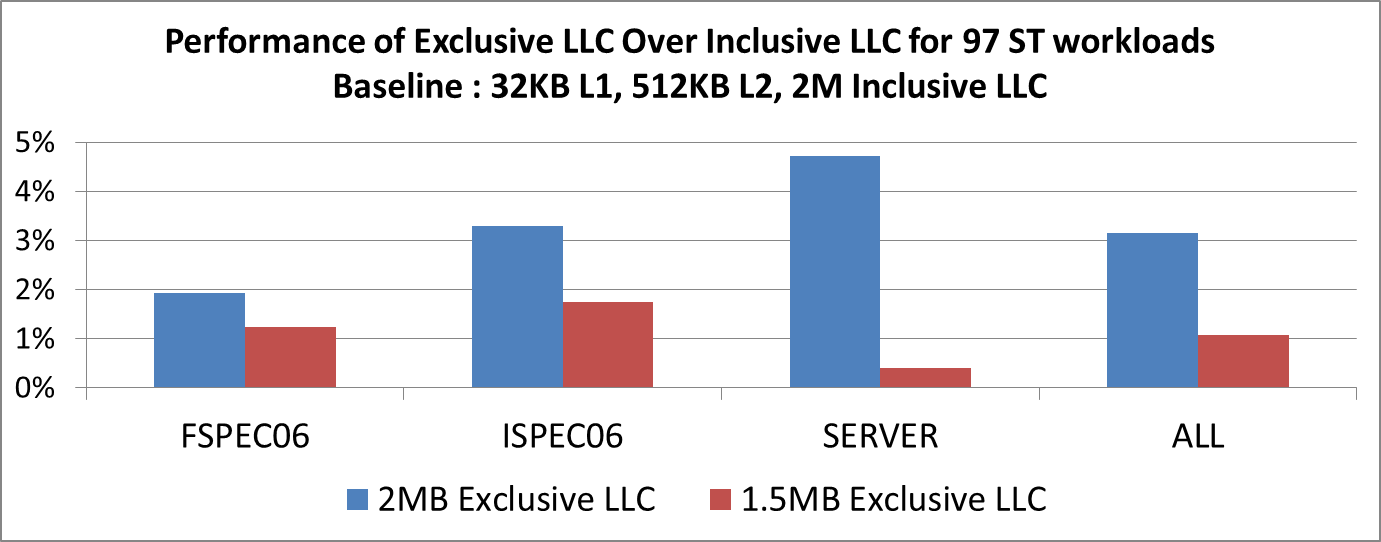 Performance of Exclusive LLC Over Inclusive LLC for 97 ST workloads
Baseline : 32KB L1, 512KB L2, 2M Inclusive LLC
5%
4%
3%
2%
1%
0%
FSPEC06 ISPEC06 SERVER ALL
2MB Exclusive LLC 1.5MB Exclusive LLC